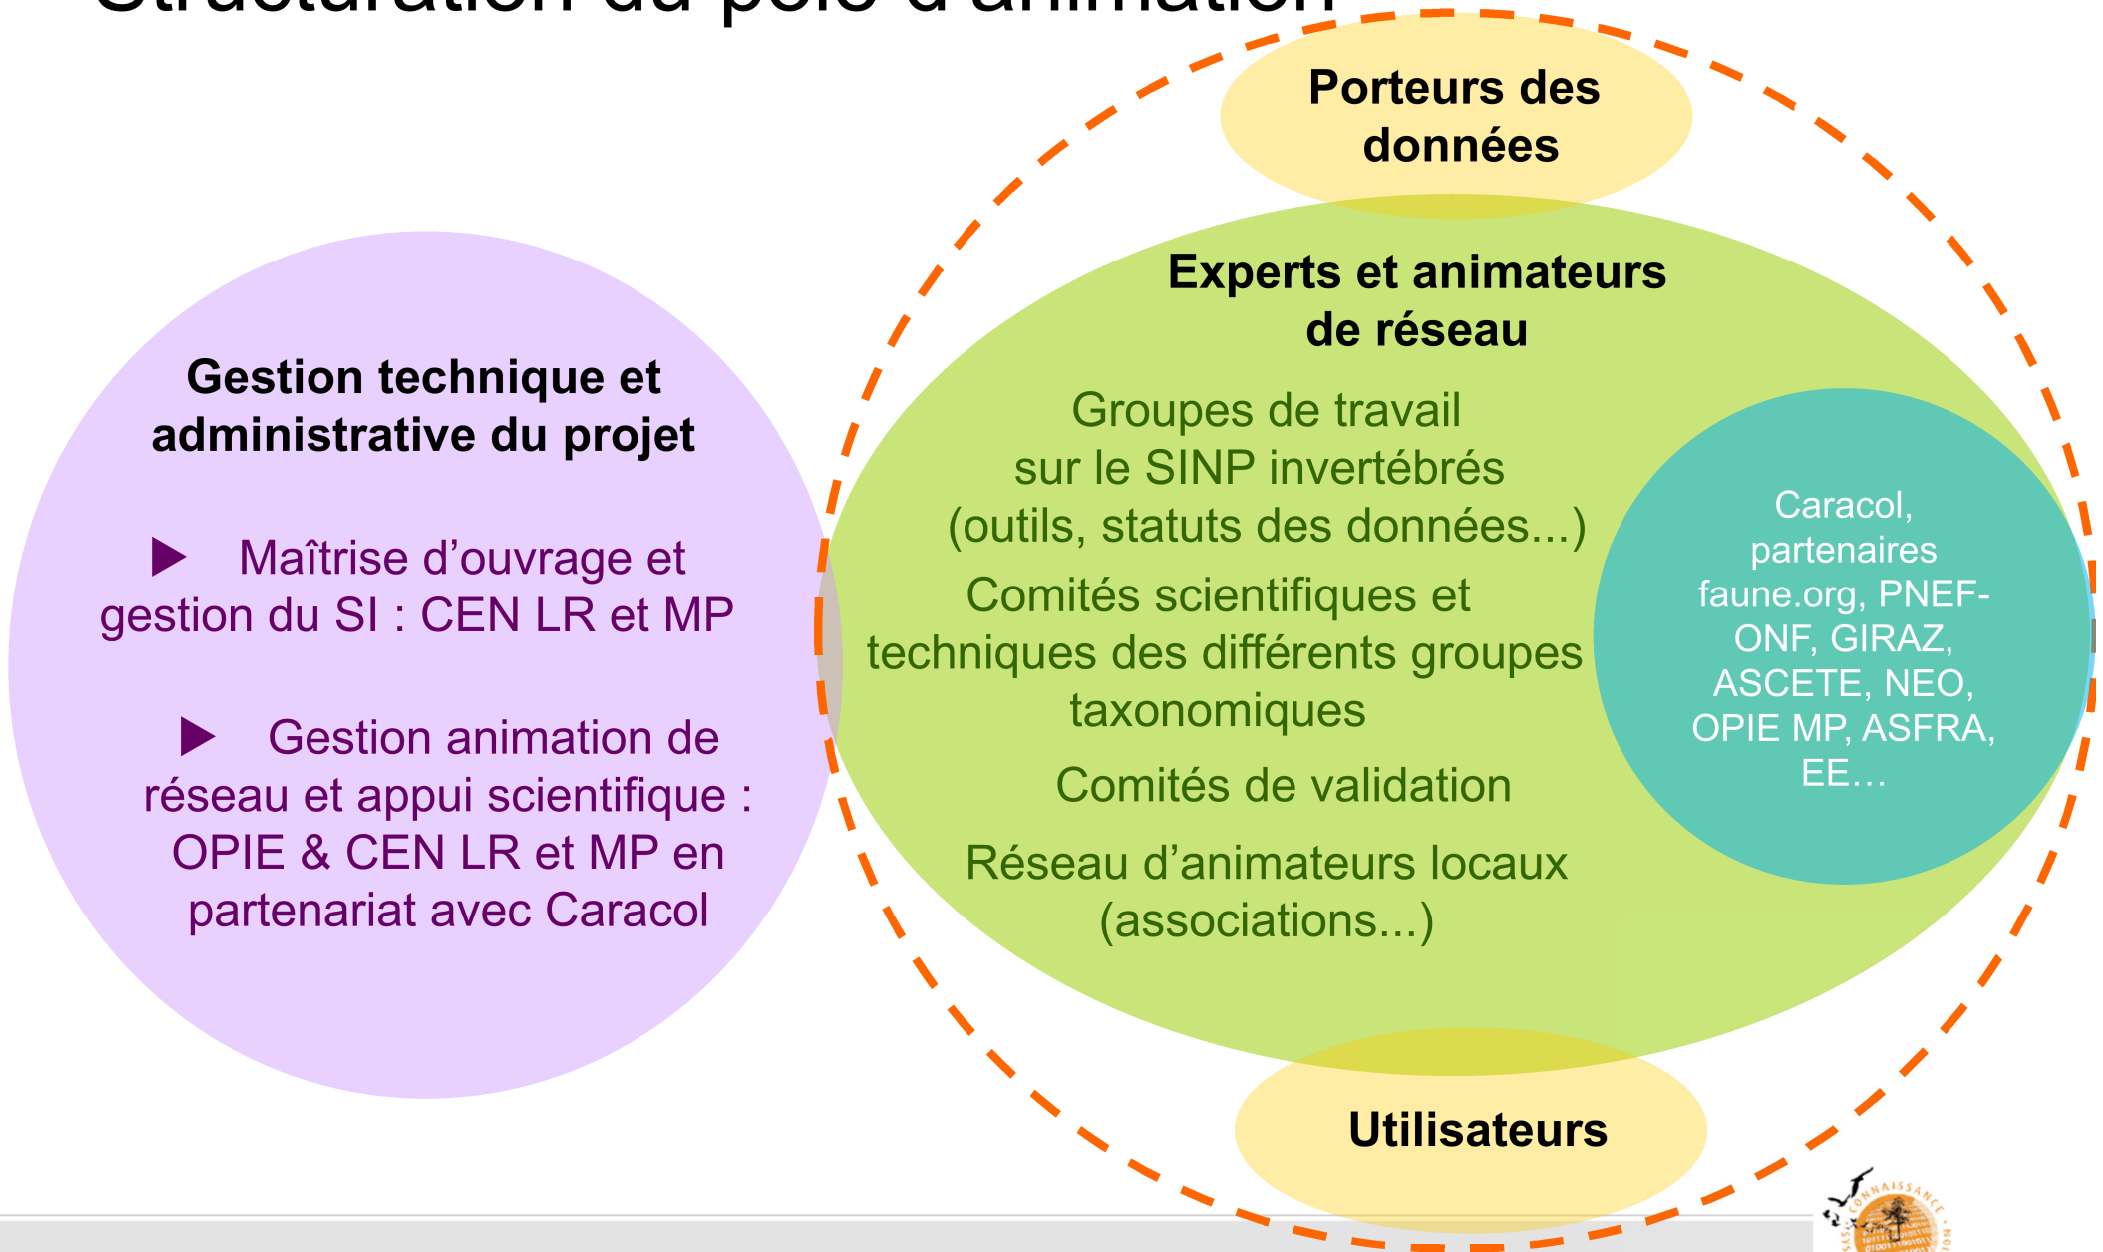 Structuration du pôle d'animation
Porteurs des
données
Experts et animateurs
de réseau
Gestion technique et
administrative du projet
▶ Maîtrise d’ouvrage et
gestion du SI : CEN LR et MP
▶ Gestion animation de
réseau et appui scientifique :
OPIE & CEN LR et MP en
partenariat avec Caracol
Groupes de travail
sur le SINP invertébrés
(outils, statuts des données...)
Comités scientifiques et
techniques des différents groupes
taxonomiques
Comités de validation
Réseau d’animateurs locaux
(associations...)
Caracol,
partenaires
faune.org, PNEF-
ONF, GIRAZ,
ASCETE, NEO,
OPIE MP, ASFRA,
EE…
Utilisateurs